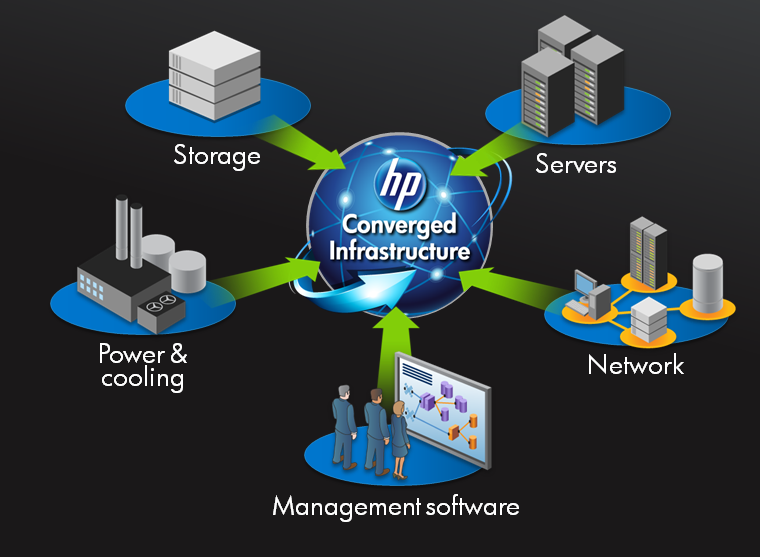 Storage
Servers
hp
Converged
Infrastructure
Power &
cooling
Network
Management software